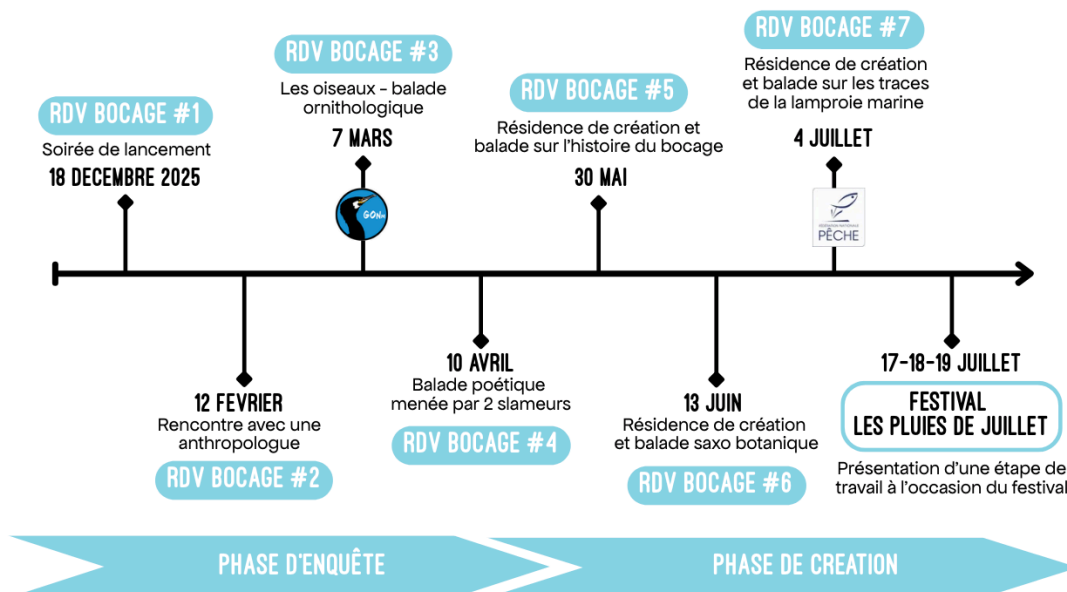 RDV BOCAGE #1
Soirée de lancement
18 DECEMBRE 2025
12 FEVRIER
Rencontre avec une
anthropologue
RDV BOCAGE #2
RDV BOCAGE #3
Les oiseaux – balade
ornithologique
7 MARS
GONm
10 AVRIL
Balade poétique
menée par 2 slameurs
RDV BOCAGE #4
RDV BOCAGE #5
Résidence de création et
balade sur l'histoire du bocage
30 MAI
13 JUIN
Résidence de création
et balade saxo botanique
RDV BOCAGE #6
RDV BOCAGE #7
Résidence de création
et balade sur les traces
de la lamproie marine
4 JUILLET
FÉDÉRATION NATIONALE
PÊCHE
17-18-19 JUILLET
FESTIVAL
LES PLUIES DE JUILLET
Présentation d'une étape de
travail à l'occasion du festival
PHASE D'ENQUÊTE
PHASE DE CREATION